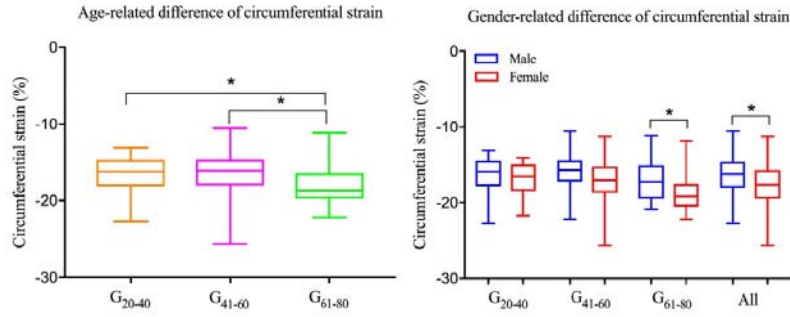 Age-related difference of circumferential strain
Circumferential strain (%)
0
-10
-20
-30
*
*
G20-40
G41-60
G61-80
Gender-related difference of circumferential strain
Circumferential strain (%)
0
-10
-20
-30
Male
Female
*
*
G20-40
G41-60
G61-80
All